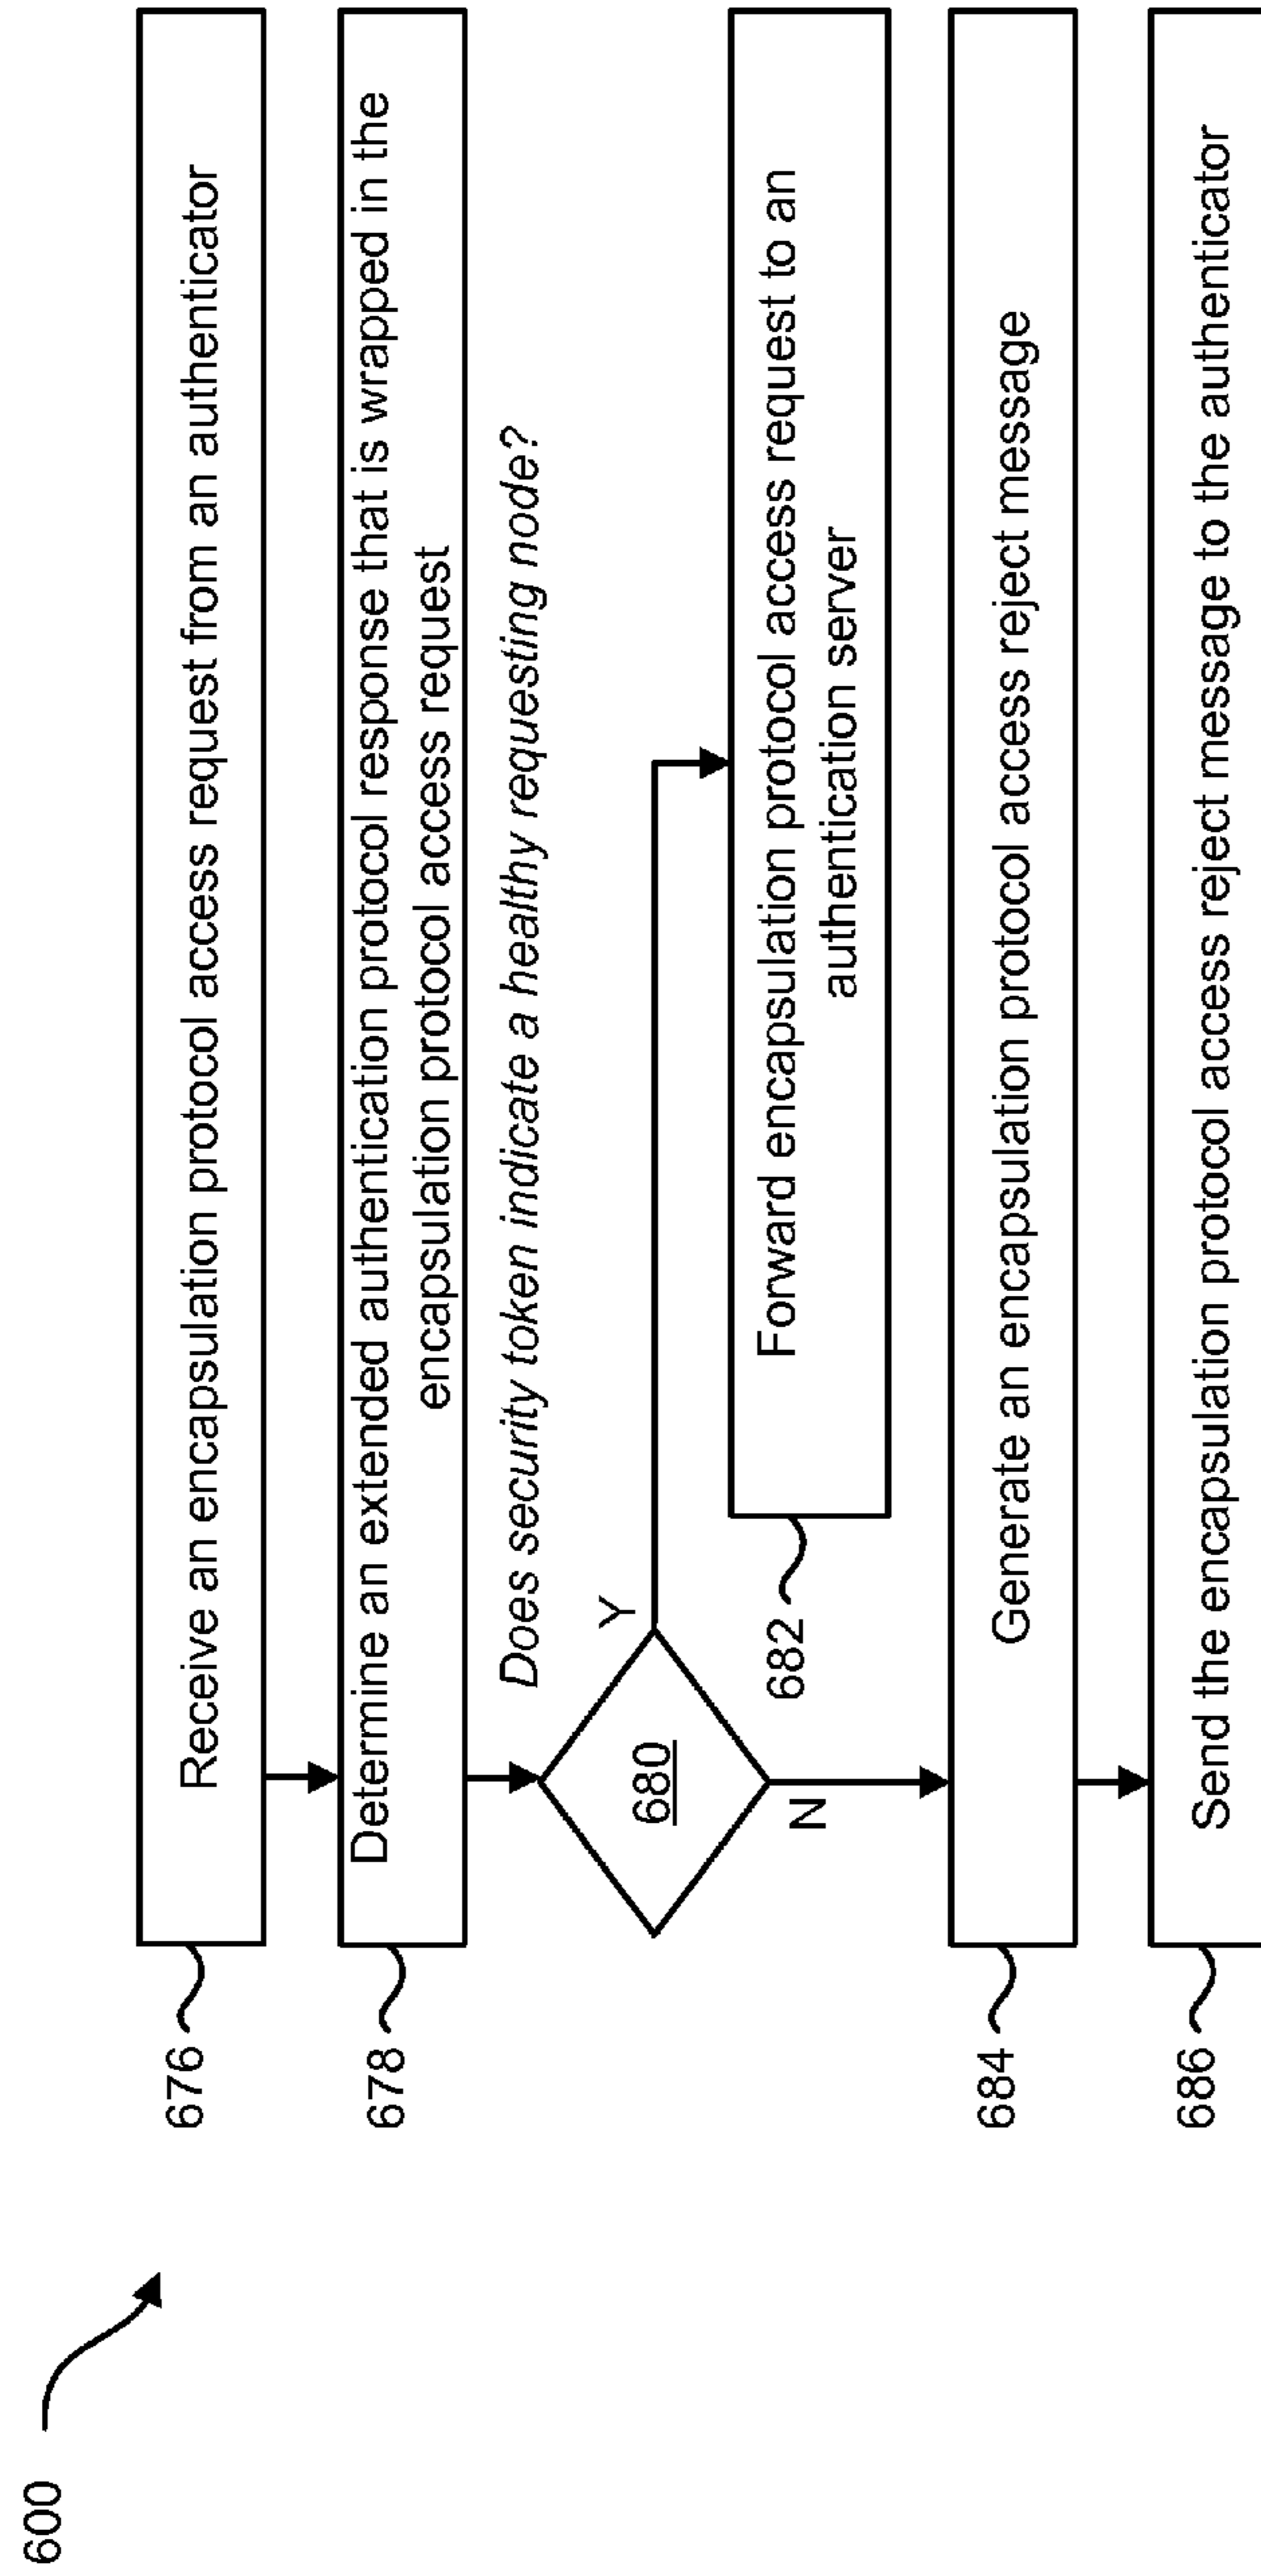 600
676
Receive an encapsulation protocol access request from an authenticator
678
Determine an extended authentication protocol response that is wrapped in the
encapsulation protocol access request
Does security token indicate a healthy requesting node?
680
Y
N
682
Forward encapsulation protocol access request to an
authentication server
684
Generate an encapsulation protocol access reject message
686
Send the encapsulation protocol access reject message to the authenticator